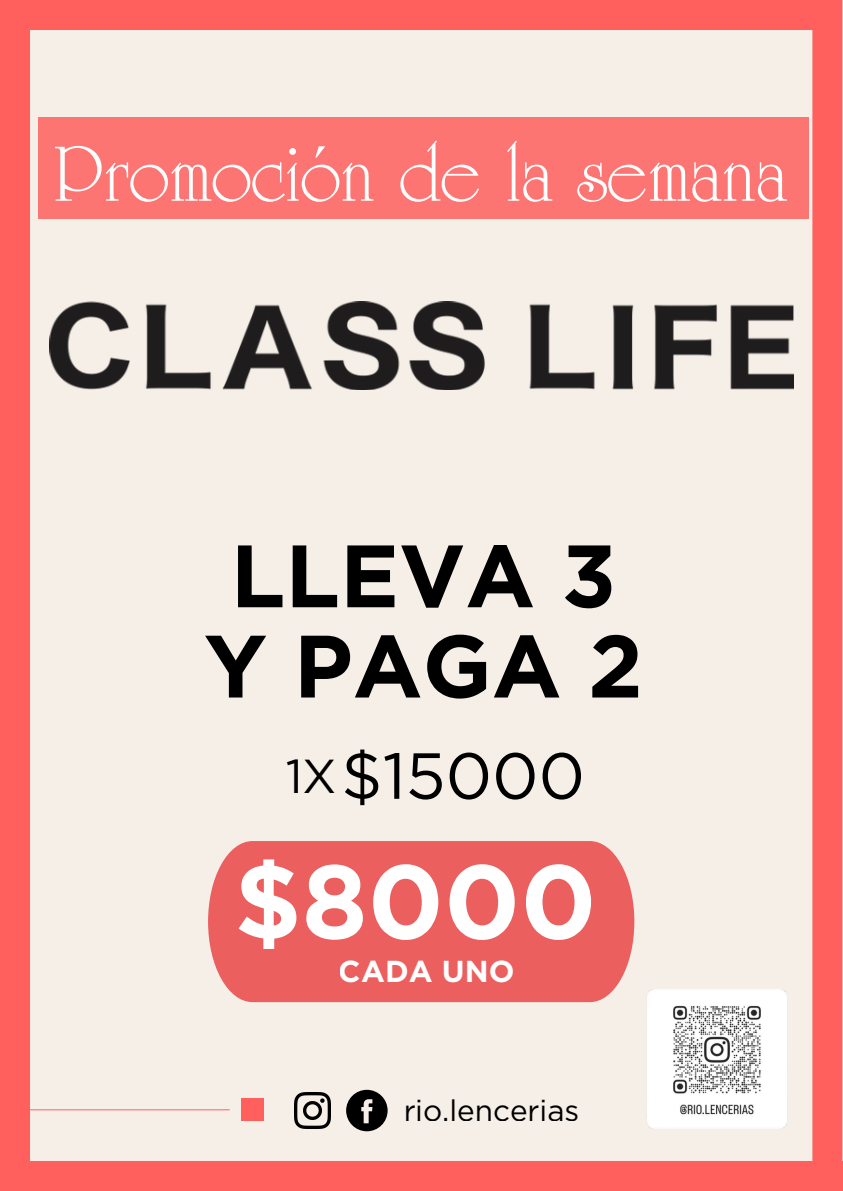 Promoción de la semana
CLASS LIFE
LLEVA 3
Y PAGA 2
1X $15000
$8000
CADA UNO
@RIO.LENCERIAS
rio.lencerias